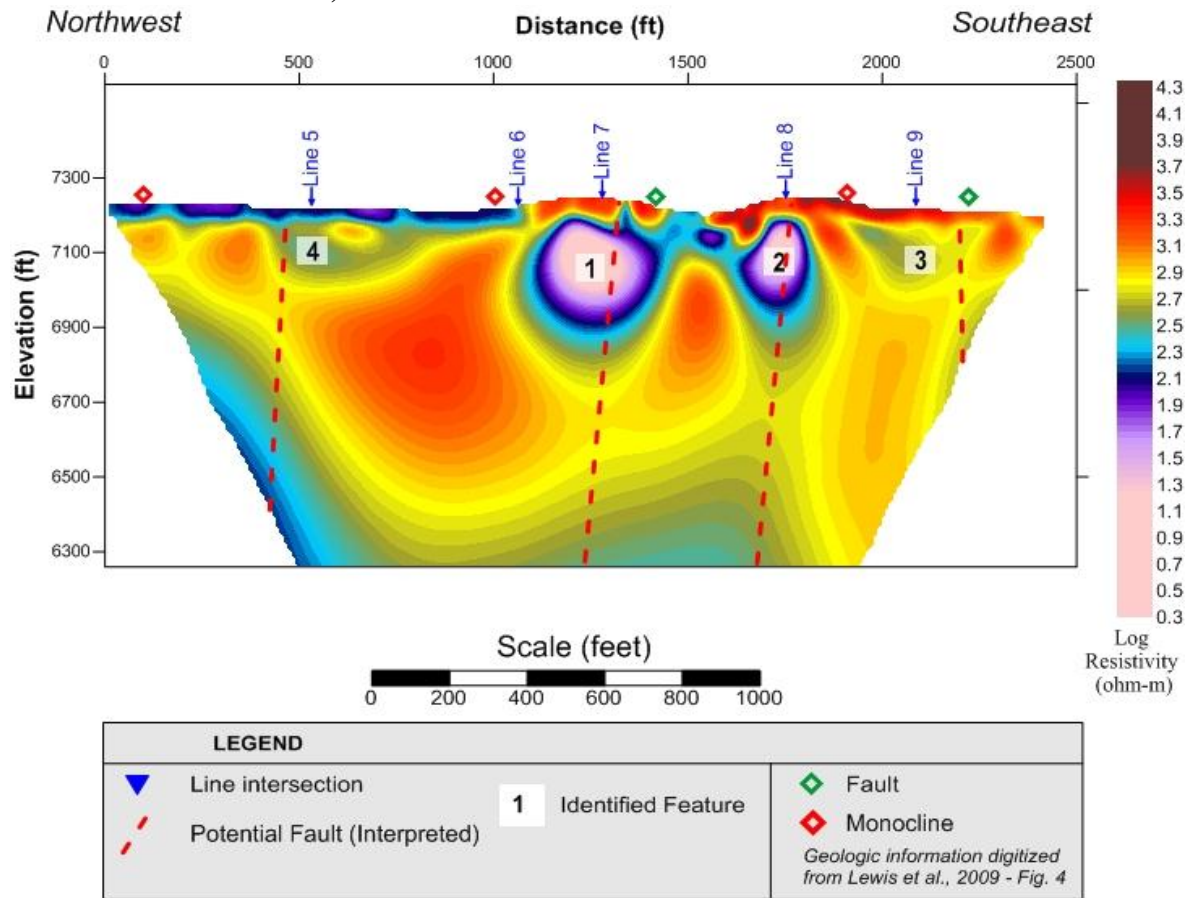 Northwest
Distance (ft)
Southeast
0 500 1000 1500 2000 2500
Line 5
Line 6
Line 7
Line 8
Line 9
Elevation (ft)
7300
7100
6900
6700
6500
6300
4
1
2
3
4.3
4.1
3.9
3.7
3.5
3.3
3.1
2.9
2.7
2.5
2.3
2.1
1.9
1.7
1.5
1.3
1.1
0.9
0.7
0.5
0.3
Log
Resistivity
(ohm-m)
Scale (feet)
0 200 400 600 800 1000
LEGEND
Line intersection
Potential Fault (Interpreted)
1 Identified Feature
Fault
Monocline
Geologic information digitized
from Lewis et al., 2009 - Fig. 4